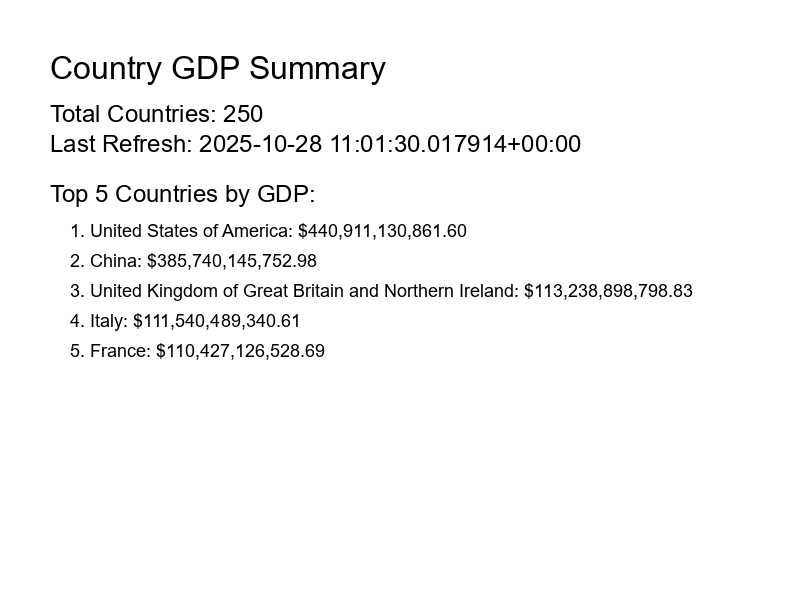 Country GDP Summary
Total Countries: 250
Last Refresh: 2025-10-28 11:01:30.017914+00:00
Top 5 Countries by GDP:
1. United States of America: $440,911,130,861.60
2. China: $385,740,145,752.98
3. United Kingdom of Great Britain and Northern Ireland: $113,238,898,798.83
4. Italy: $111,540,489,340.61
5. France: $110,427,126,528.69